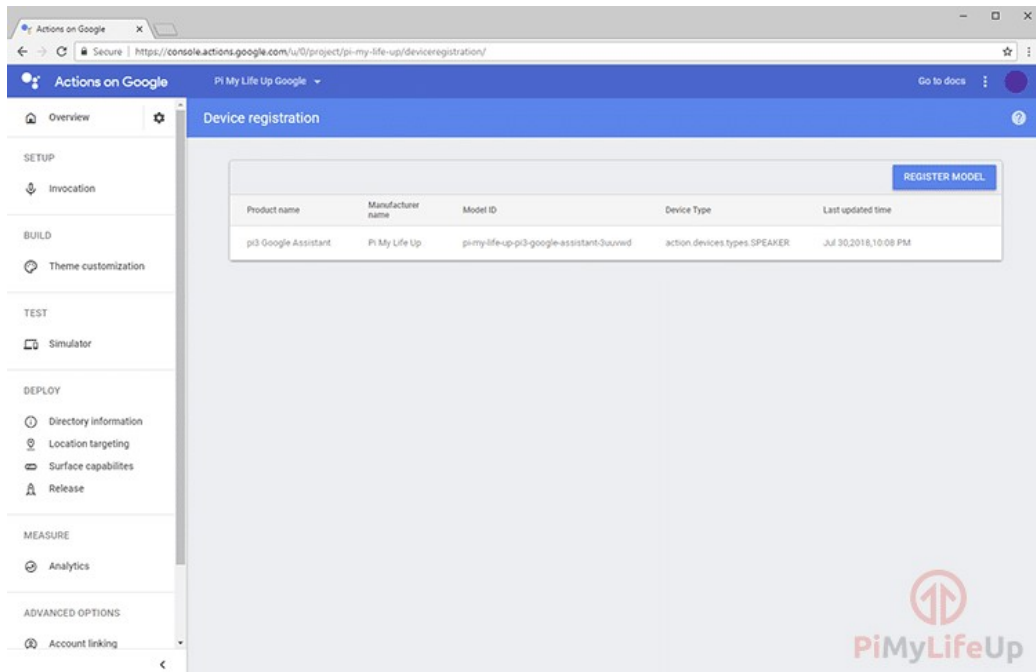 Actions on Google
Secure | https://console.actions.google.com/u/0/project/pi-my-life-up/deviceregistration/
Actions on Google
Pi My Life Up Google
Go to docs
Overview
Device registration
SETUP
Invocation
BUILD
Theme customization
TEST
Simulator
DEPLOY
Directory information
Location targeting
Surface capabilites
Release
MEASURE
Analytics
ADVANCED OPTIONS
Account linking
REGISTER MODEL
Product name Manufacturer name Model ID Device Type Last updated time
pi3 Google Assistant Pi My Life Up pi-my-life-up-pi3-google-assistant-3uuvwd action.devices.types.SPEAKER Jul 30,2018,10:08 PM
PiMyLifeUp